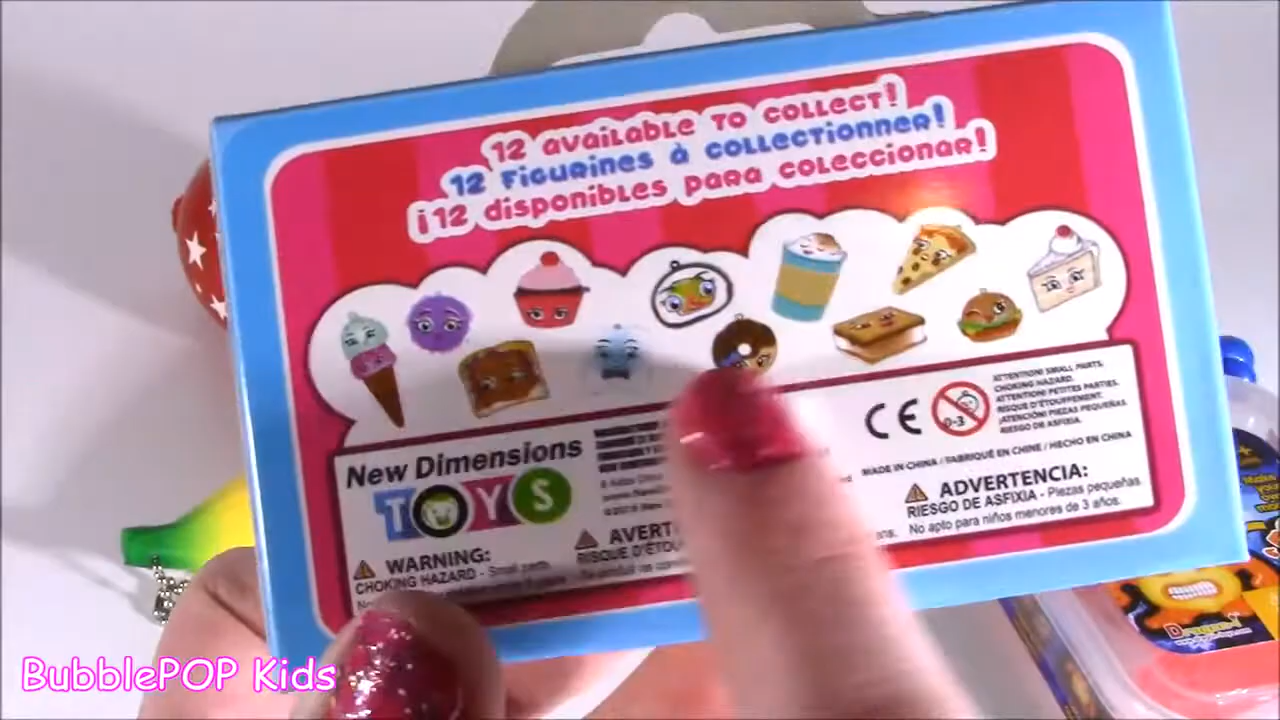 12 AVAILABLE TO COLLECT!
12 FIGURINES À COLLECTIONNER!
¡12 DISPONIBLES PARA COLECCIONAR!
New Dimensions
TOYS
WARNING:
CHOKING HAZARD - Small parts
AVERT
RISQUE D'ÉTOU
CE
0-3
ATTENTION! SMALL PARTS.
CHOKING HAZARD.
ATTENTION! PETITES PARTIES.
RISQUE D'ÉTOUFFEMENT.
¡ATENCIÓN! PIEZAS PEQUEÑAS.
RIESGO DE ASFIXIA.
MADE IN CHINA / FABRIQUÉ EN CHINE / HECHO EN CHINA
ADVERTENCIA:
RIESGO DE ASFIXIA - Piezas pequeñas.
No apto para niños menores de 3 años.
BubblePOP Kids